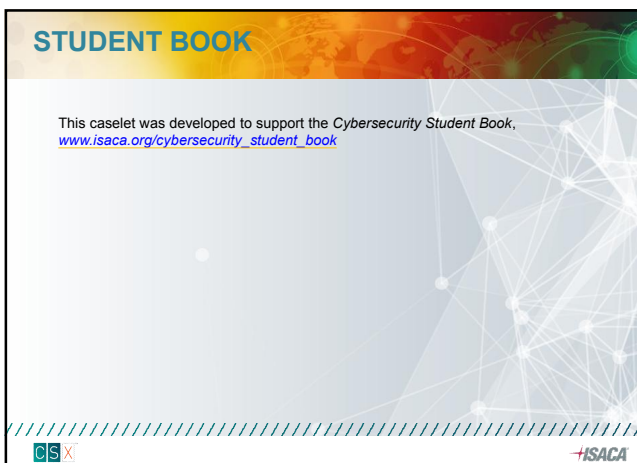 STUDENT BOOK
This caselet was developed to support the Cybersecurity Student Book,
www.isaca.org/cybersecurity_student_book
CSX
ISACA